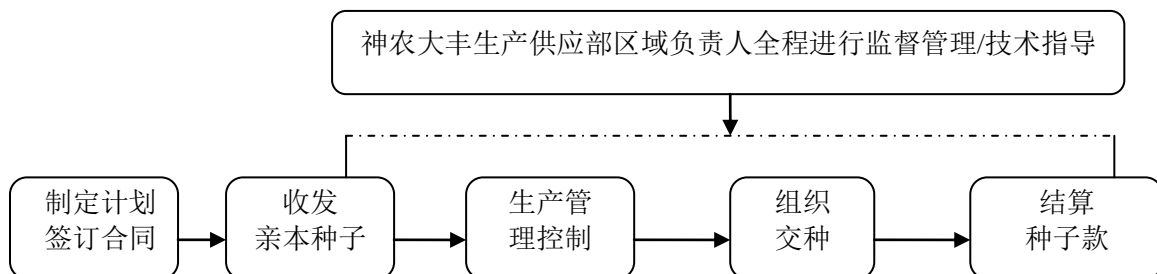 神农大丰生产供应部区域负责人全程进行监督管理/技术指导
制定计划
签订合同
收发
亲本种子
生产管
理控制
组织
交种
结算
种子款